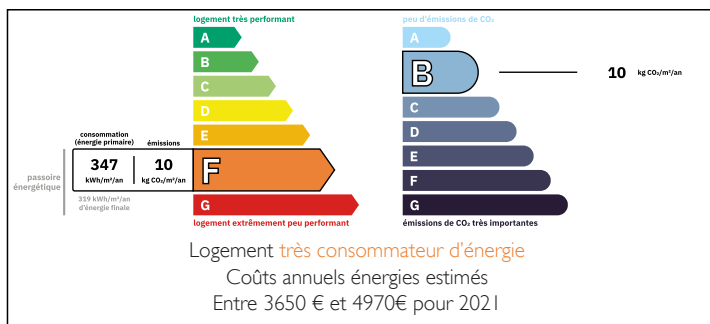 logement très performant
A
B
C
D
E
consommation
(énergie primaire)
émissions
347
kWh/m²/an
10
kg CO₂/m²/an
F
passoire
énergétique
319 kWh/m²/an
d'énergie finale
G
logement extrêmement peu performant
peu d'émissions de CO₂
A
B
10 kg CO₂/m²/an
C
D
E
F
G
émissions de CO₂ très importantes
Logement très consommateur d'énergie
Coûts annuels énergies estimés
Entre 3650 € et 4970€ pour 2021